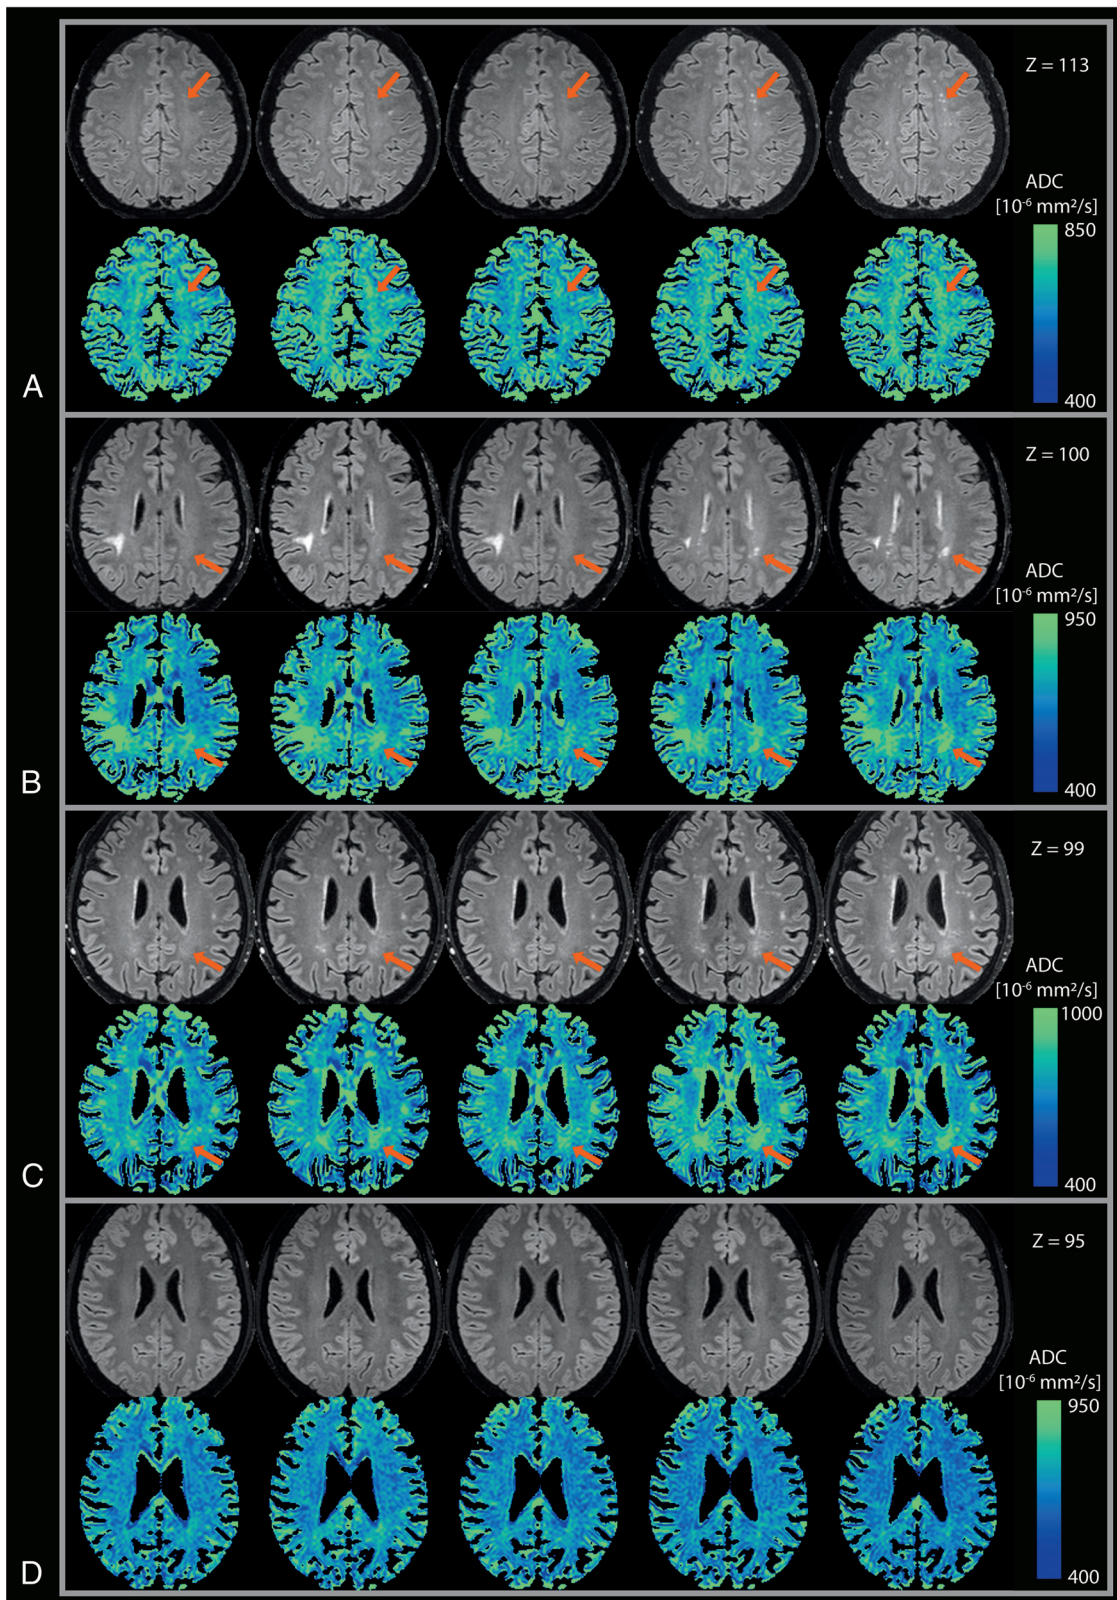 Z = 113
ADC
[10⁻⁶ mm²/s]
850
400
A
Z = 100
ADC
[10⁻⁶ mm²/s]
950
400
B
Z = 99
ADC
[10⁻⁶ mm²/s]
1000
400
C
Z = 95
ADC
[10⁻⁶ mm²/s]
950
400
D